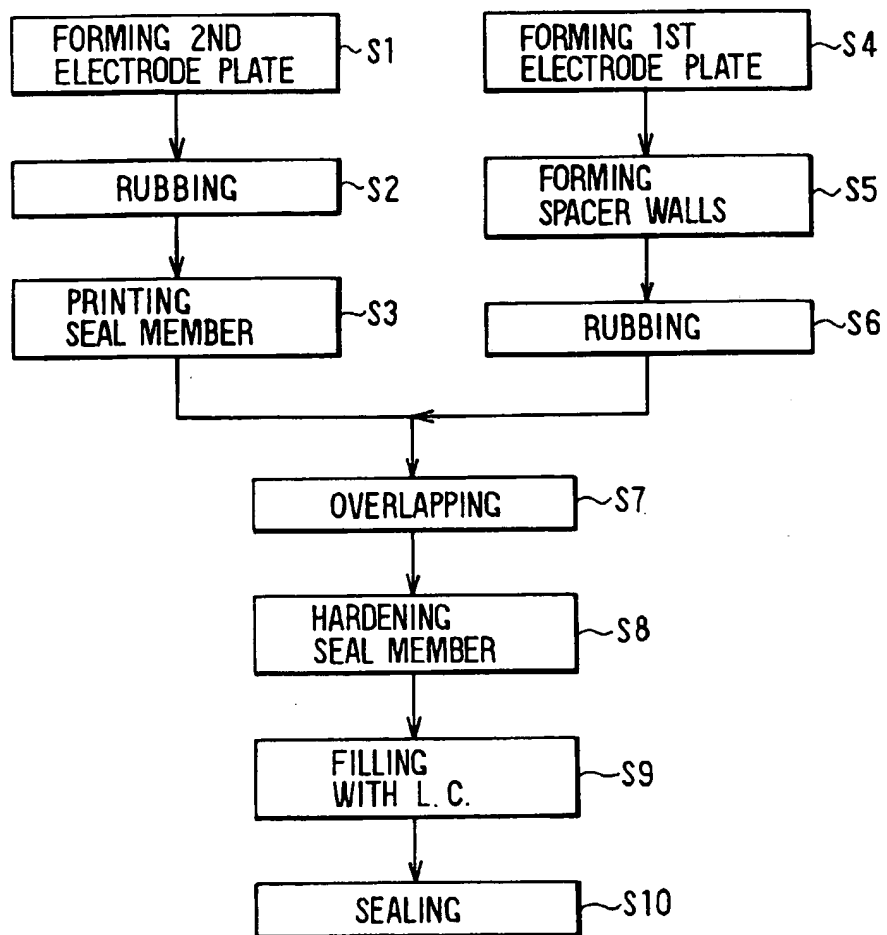 FORMING 2ND
ELECTRODE PLATE
S1
RUBBING
S2
PRINTING
SEAL MEMBER
S3
FORMING 1ST
ELECTRODE PLATE
S4
FORMING
SPACER WALLS
S5
RUBBING
S6
OVERLAPPING
S7
HARDENING
SEAL MEMBER
S8
FILLING
WITH L. C.
S9
SEALING
S10